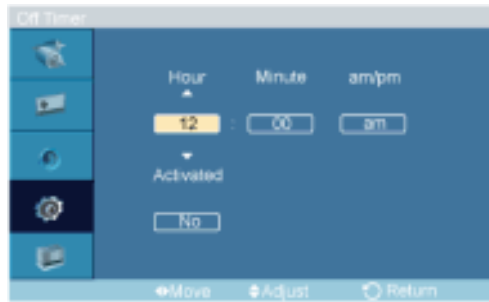 Off Timer
Hour Minute am/pm
12 : 00 am
Activated
No
Move Adjust Return